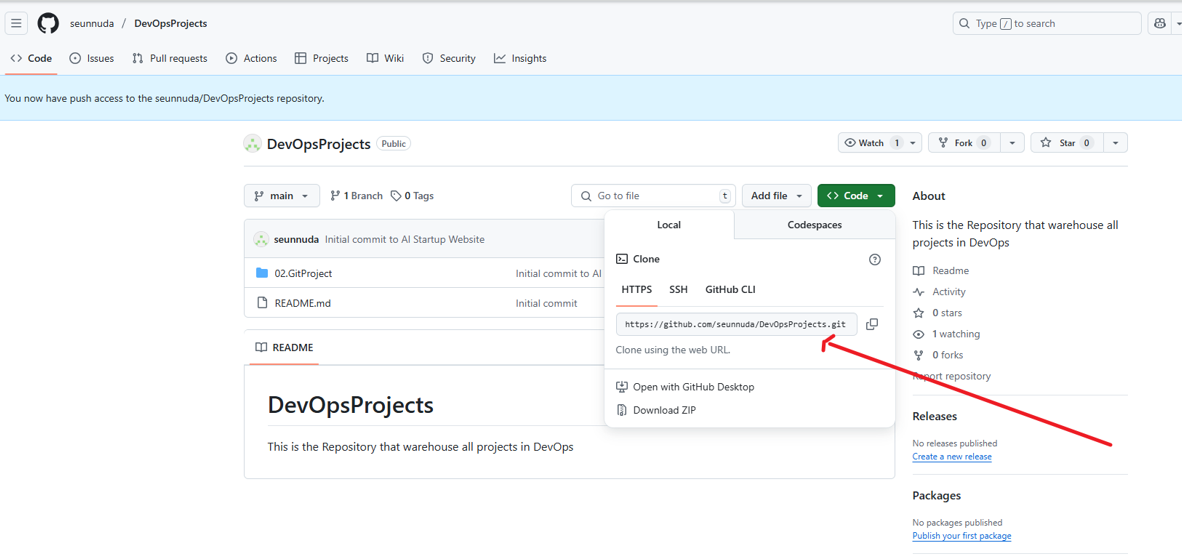 seunnuda / DevOpsProjects
Type / to search
Code Issues Pull requests Actions Projects Wiki Security Insights
You now have push access to the seunnuda/DevOpsProjects repository.
DevOpsProjects Public
Watch 1 Fork 0 Star 0
main 1 Branch 0 Tags
Go to file t Add file Code
seunnuda Initial commit to AI Startup Website
02.GitProject Initial commit to AI
README.md Initial commit
README
DevOpsProjects
This is the Repository that warehouse all projects in DevOps
Local Codespaces
Clone
HTTPS SSH GitHub CLI
https://github.com/seunnuda/DevOpsProjects.git
Clone using the web URL.
Open with GitHub Desktop
Download ZIP
About
This is the Repository that warehouse all
projects in DevOps
Readme
Activity
0 stars
1 watching
0 forks
Report repository
Releases
No releases published
Create a new release
Packages
No packages published
Publish your first package